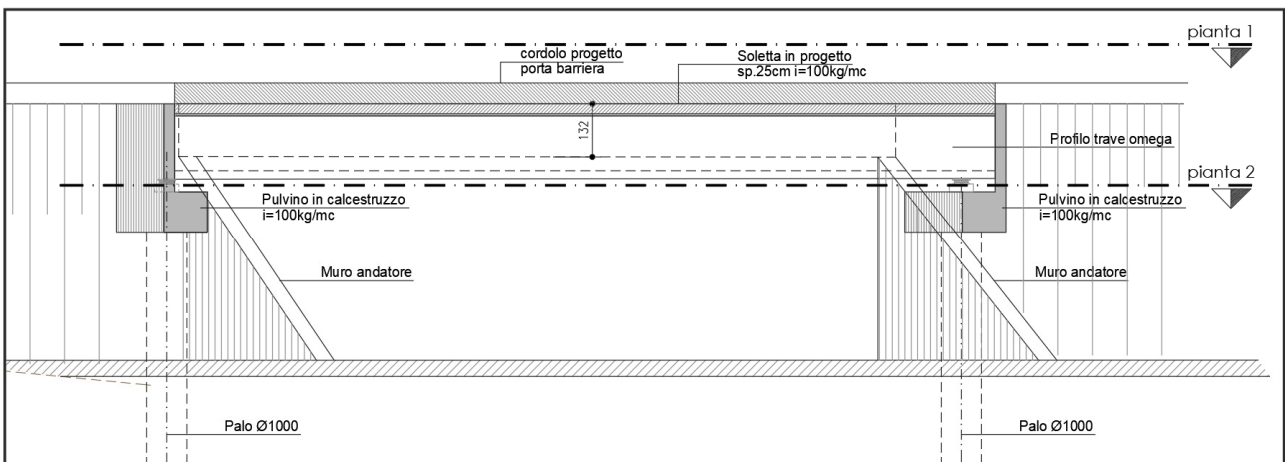 pianta 1
cordolo progetto
porta barriera
Soletta in progetto
sp.25cm i=100kg/mc
132
Profilo trave omega
pianta 2
Pulvino in calcestruzzo
i=100kg/mc
Pulvino in calcestruzzo
i=100kg/mc
Muro andatore
Muro andatore
Palo Ø1000
Palo Ø1000